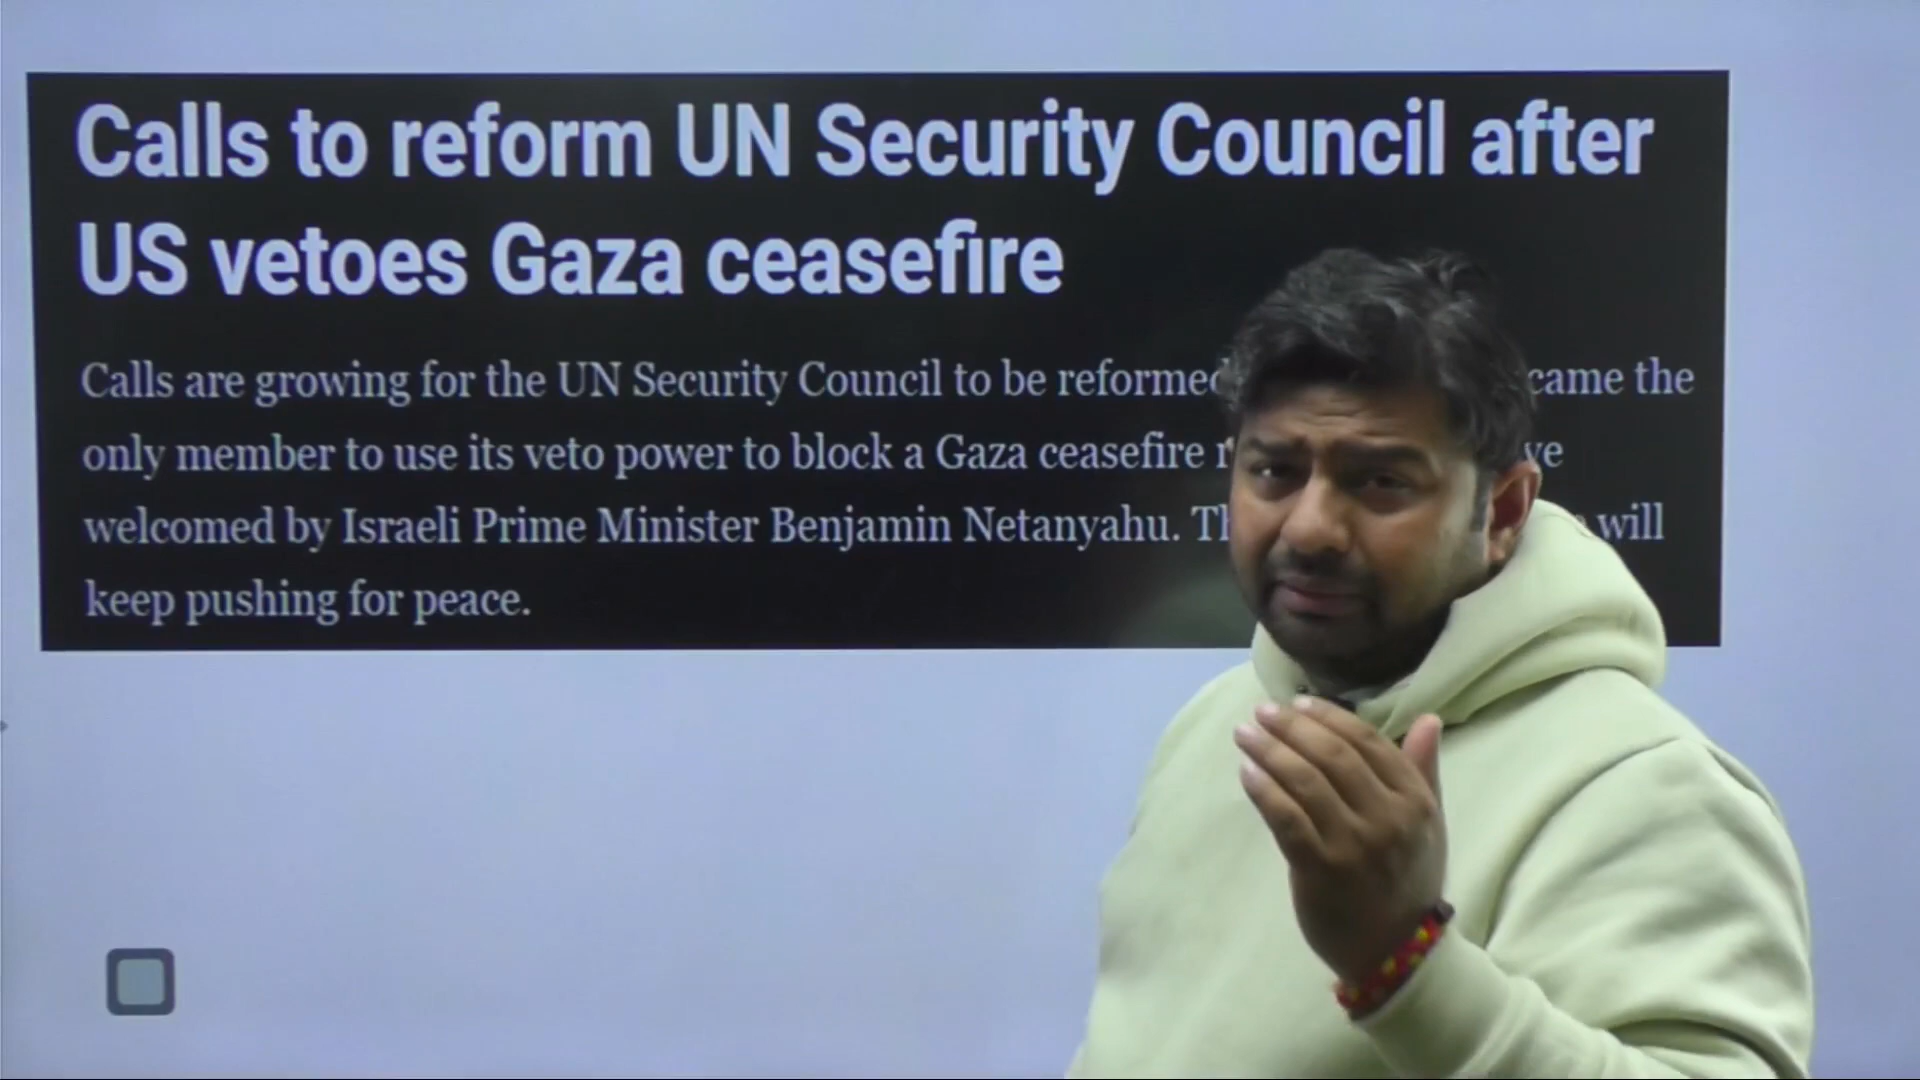 Calls to reform UN Security Council after
US vetoes Gaza ceasefire
Calls are growing for the UN Security Council to be reformed came the
only member to use its veto power to block a Gaza ceasefire
welcomed by Israeli Prime Minister Benjamin Netanyahu. will
keep pushing for peace.